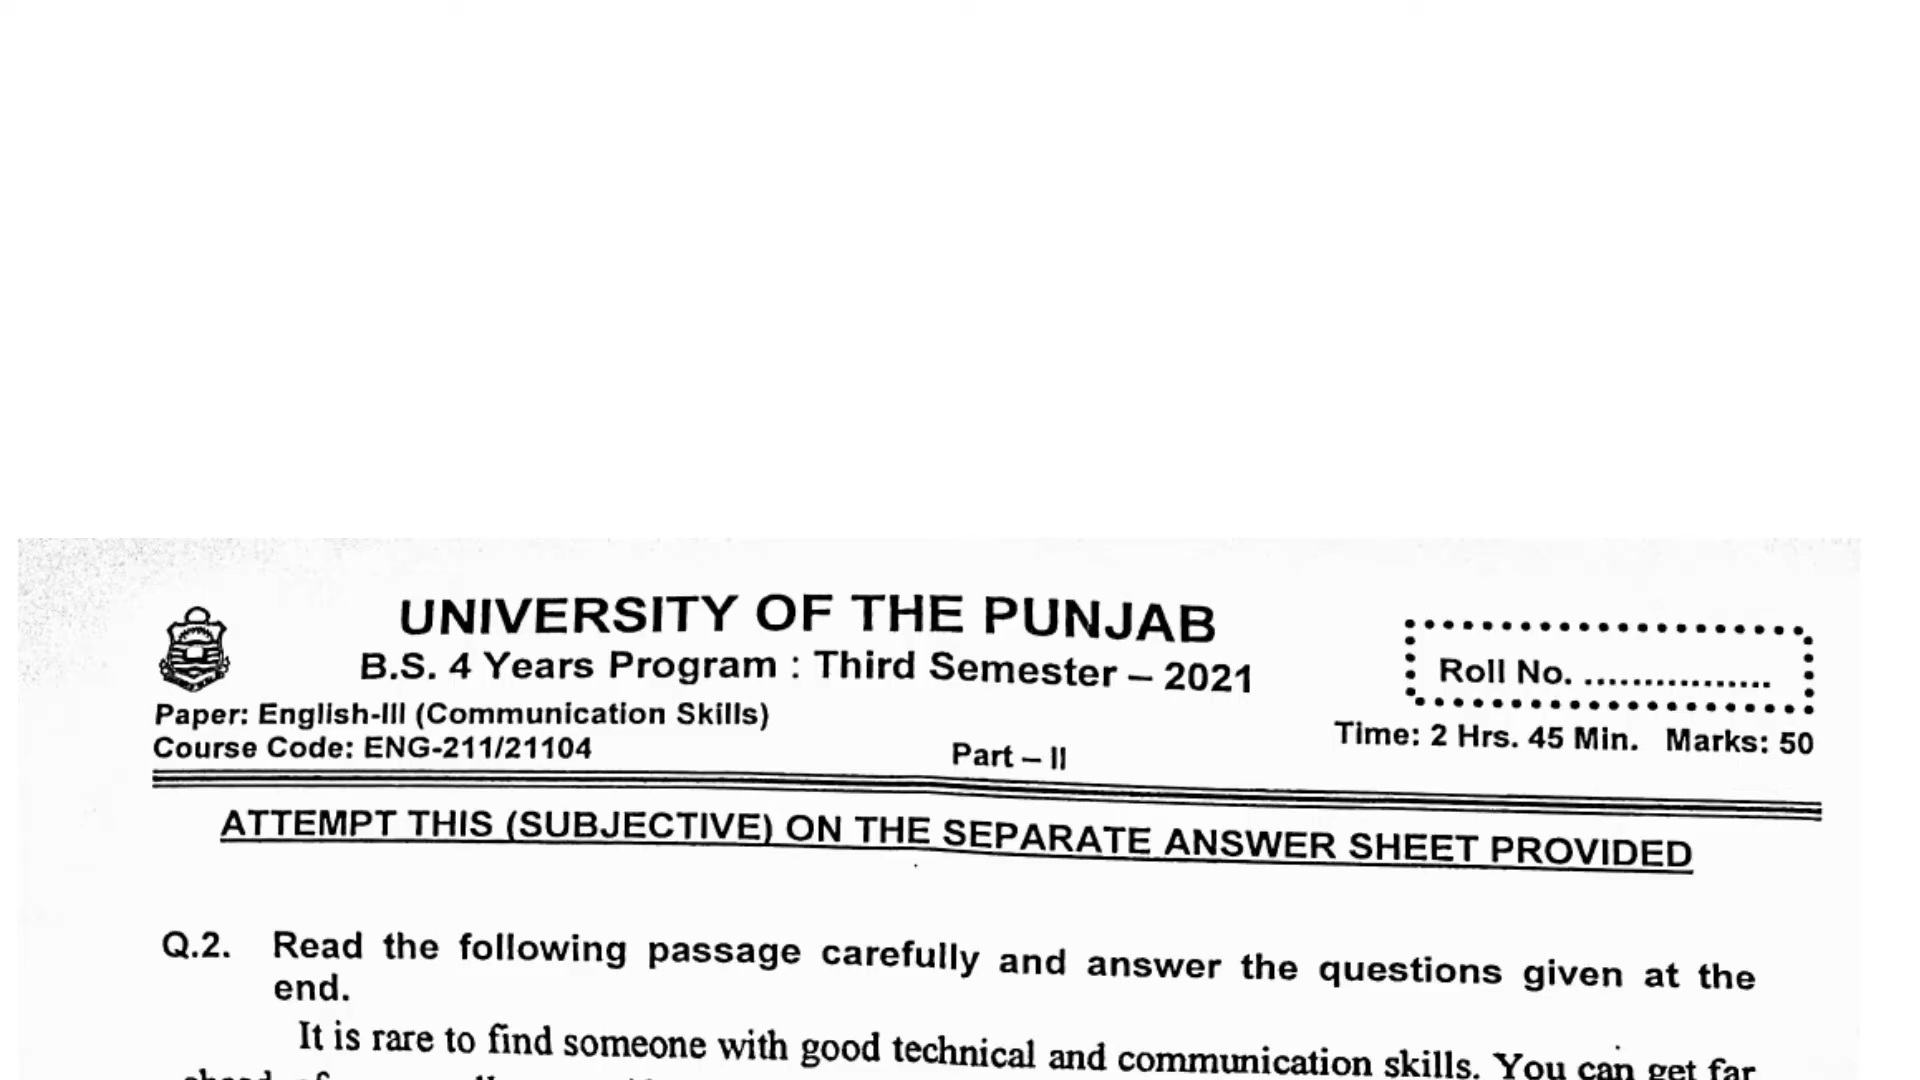 UNIVERSITY OF THE PUNJAB
B.S. 4 Years Program : Third Semester – 2021
Roll No. .................
Paper: English-III (Communication Skills)
Course Code: ENG-211/21104
Part – II
Time: 2 Hrs. 45 Min. Marks: 50
ATTEMPT THIS (SUBJECTIVE) ON THE SEPARATE ANSWER SHEET PROVIDED
Q.2. Read the following passage carefully and answer the questions given at the
end.
It is rare to find someone with good technical and communication skills. You can get far
ahead of